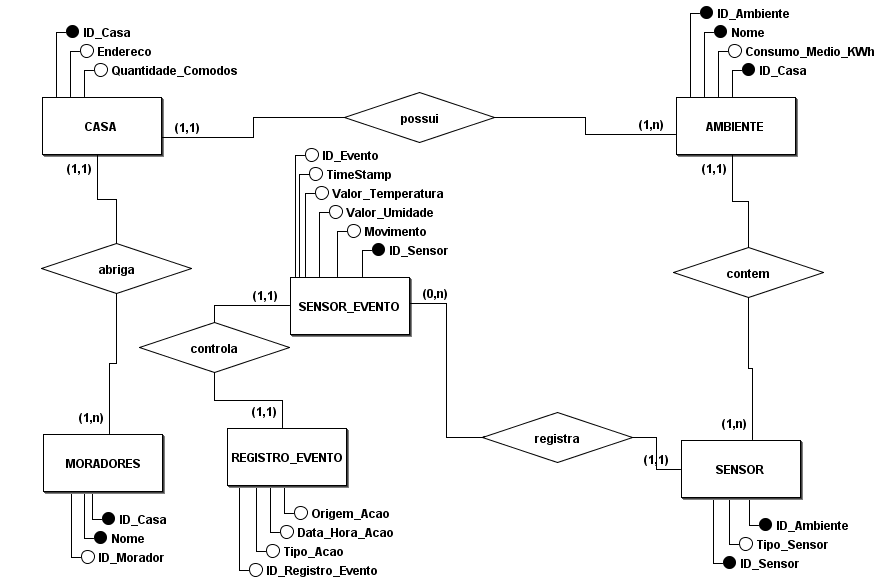 ID_Casa
Endereco
Quantidade_Comodos
CASA
(1,1)
(1,1)
possui
ID_Ambiente
Nome
Consumo_Medio_KWh
ID_Casa
(1,n)
AMBIENTE
(1,1)
ID_Evento
TimeStamp
Valor_Temperatura
Valor_Umidade
Movimento
ID_Sensor
abriga
contem
(1,1)
SENSOR_EVENTO
(0,n)
controla
(1,n)
(1,1)
registra
(1,n)
(1,1)
MORADORES
REGISTRO_EVENTO
SENSOR
ID_Casa
Nome
ID_Morador
Origem_Acao
Data_Hora_Acao
Tipo_Acao
ID_Registro_Evento
ID_Ambiente
Tipo_Sensor
ID_Sensor